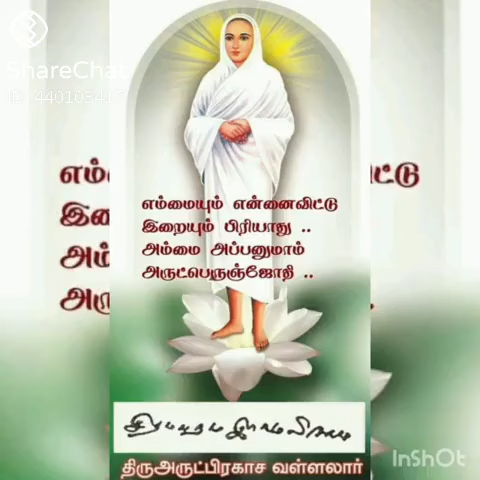 ShareChat
எம்மையும் என்னைவிட்டு
இறையும் பிரியாது ..
அம்மை அப்பனுமாம்
அருட்பெருஞ்ஜோதி ..
திருஅருட்பிரகாச வள்ளலார்
InShOt